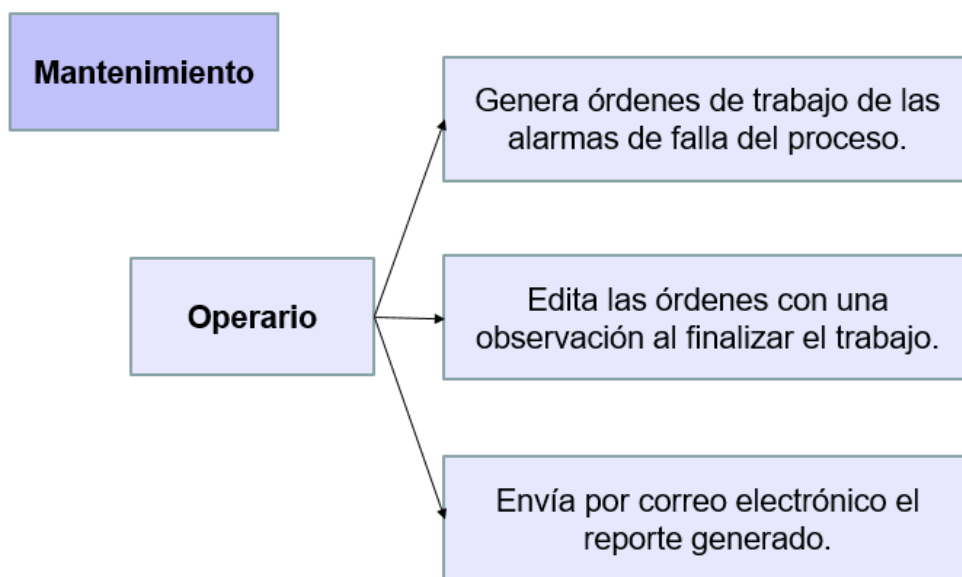 Mantenimiento
Genera órdenes de trabajo de las
alarmas de falla del proceso.
Operario
Edita las órdenes con una
observación al finalizar el trabajo.
Envía por correo electrónico el
reporte generado.